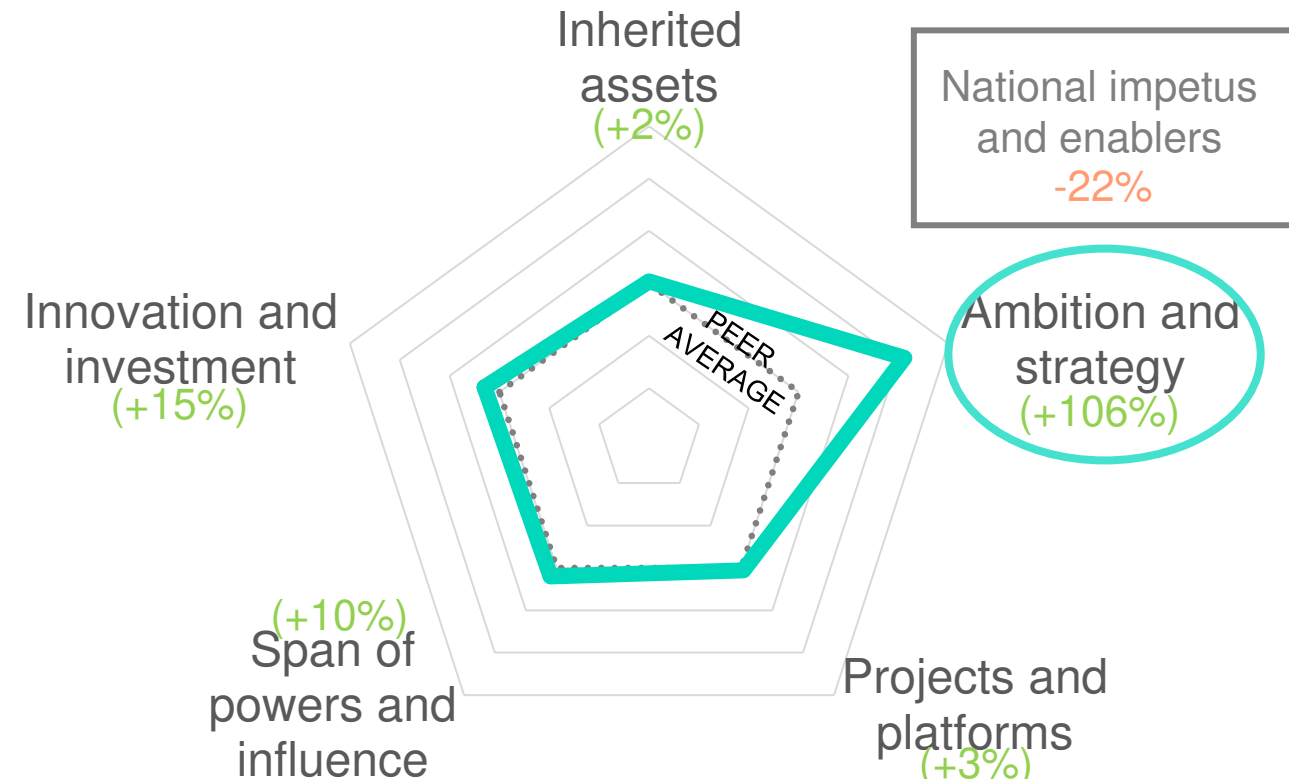 Inherited
assets
(+2%)
National impetus
and enablers
-22%
Ambition and
strategy
(+106%)
PEER
AVERAGE
Innovation and
investment
(+15%)
(+10%)
Span of
powers and
influence
Projects and
platforms
(+3%)